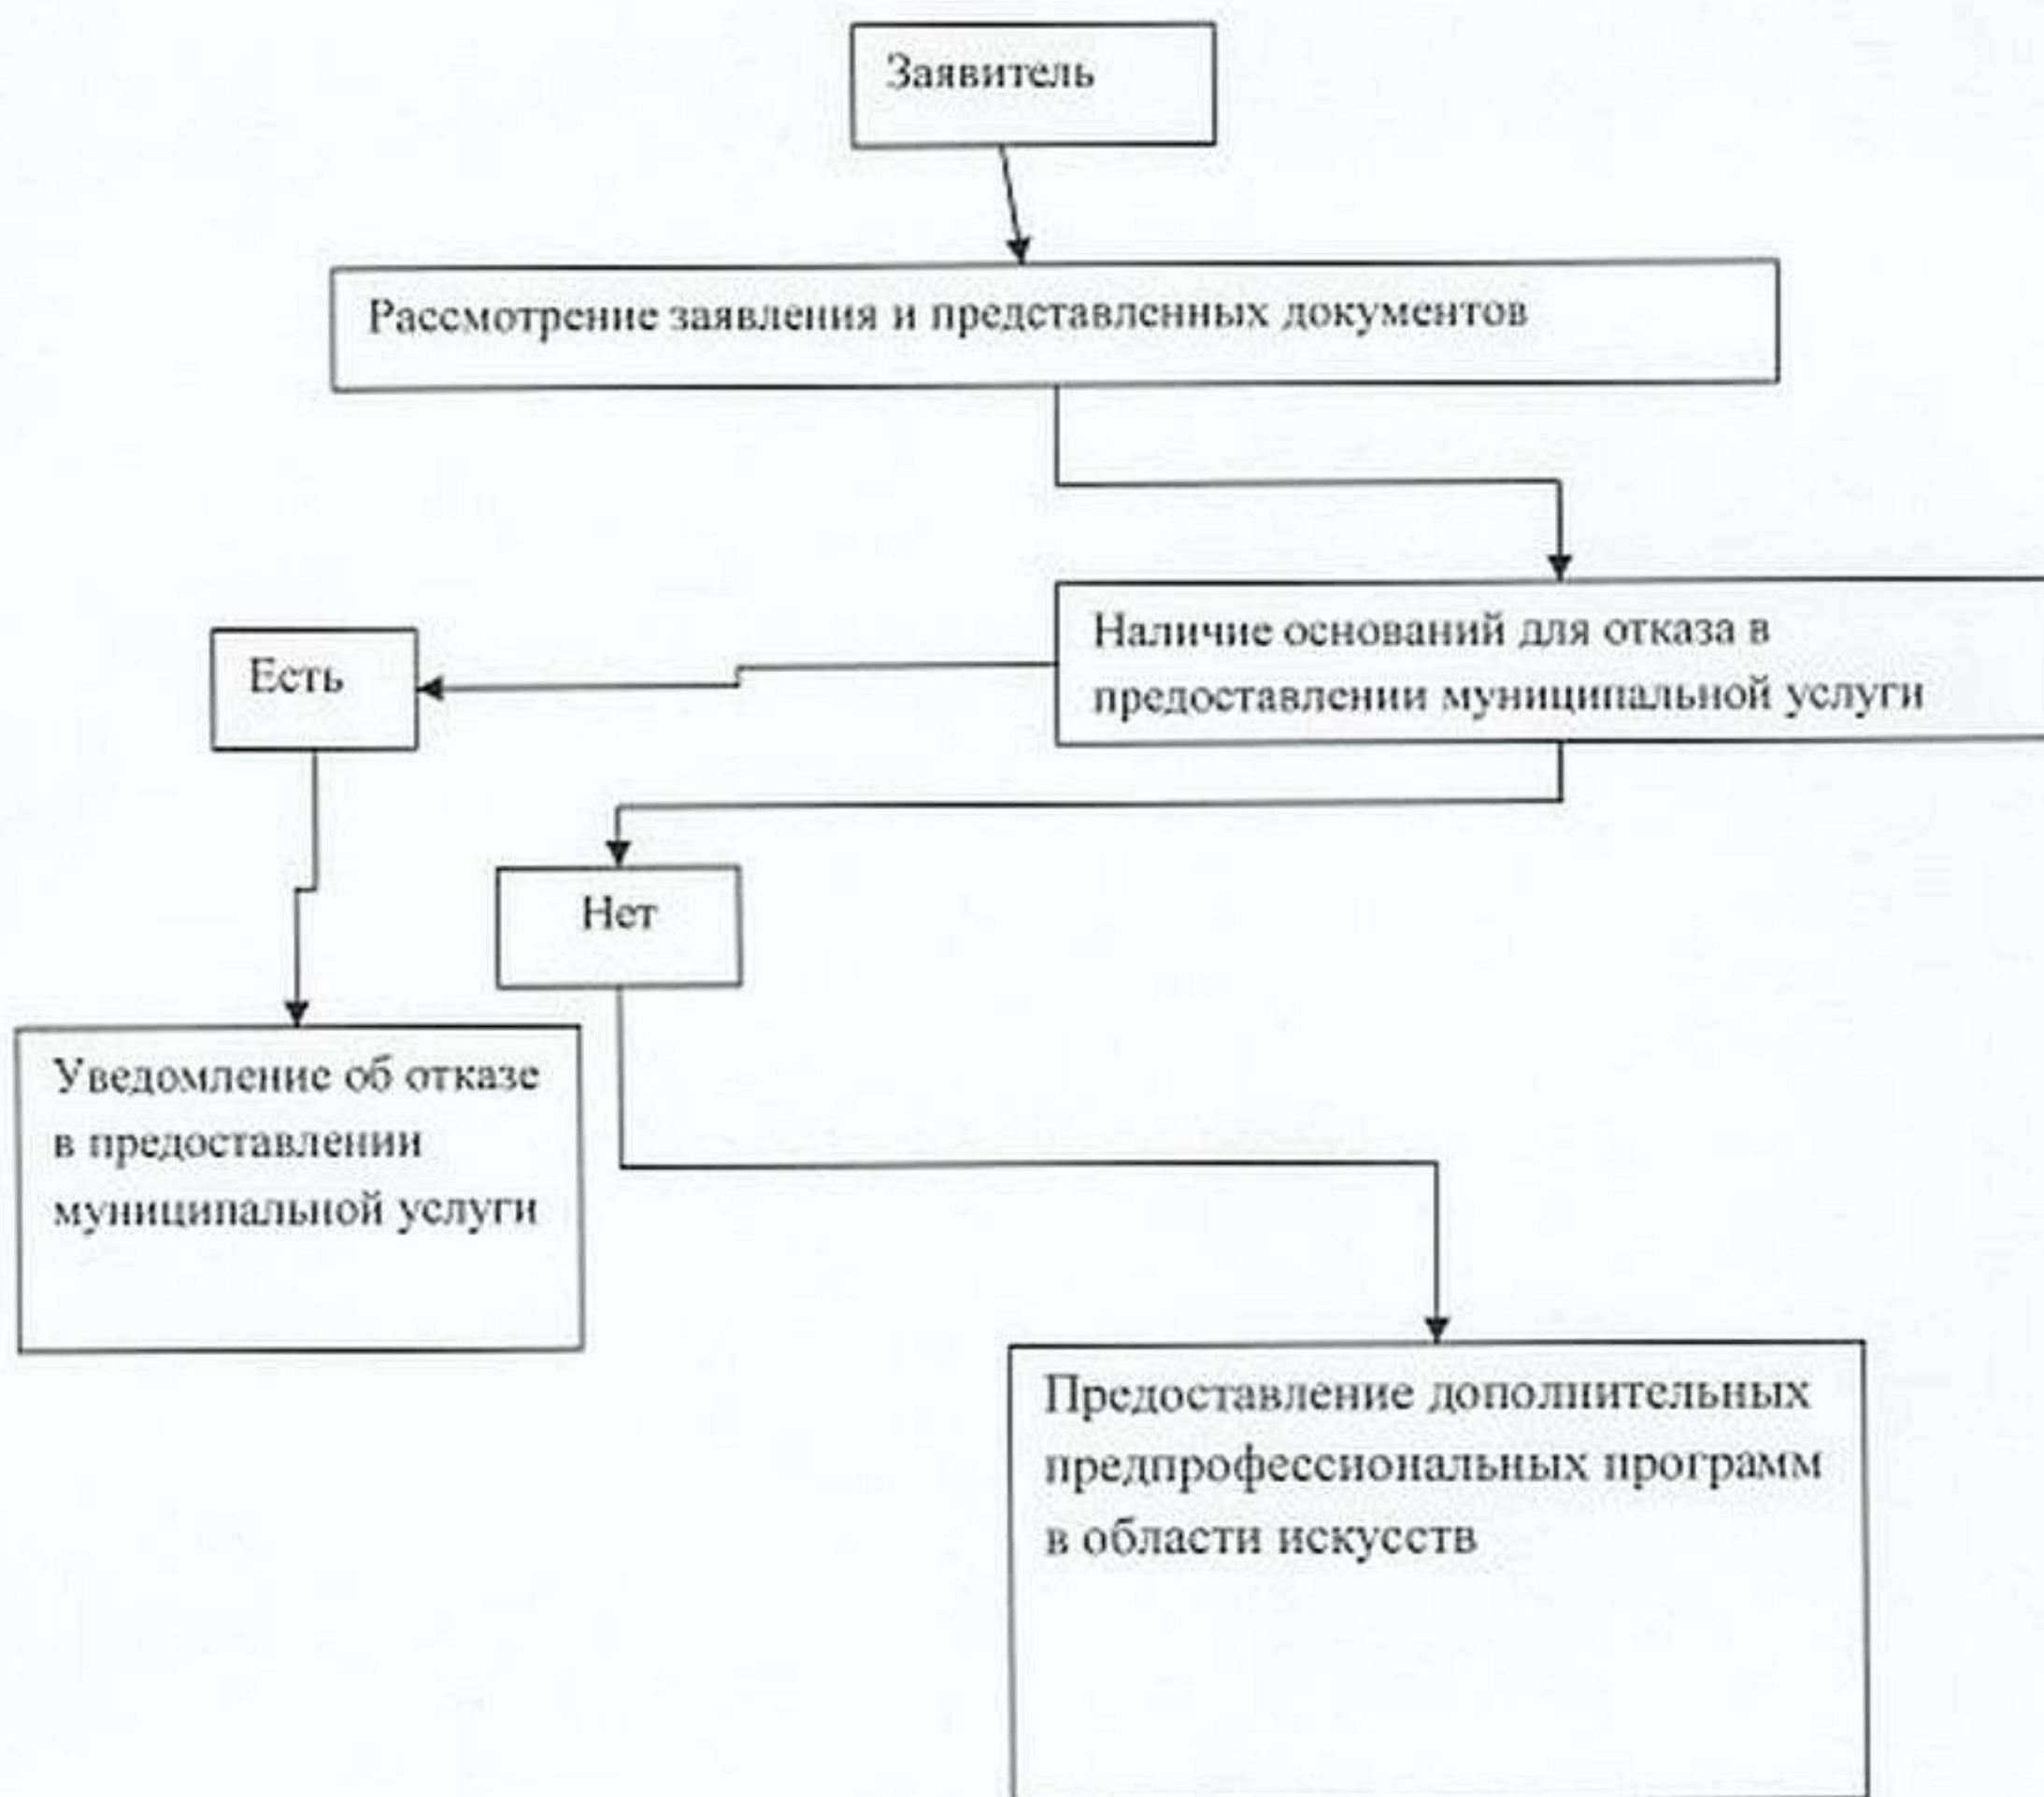 Заявитель
Рассмотрение заявления и представленных документов
Наличие оснований для отказа в
предоставлении муниципальной услуги
Есть
Нет
Уведомление об отказе
в предоставлении
муниципальной услуги
Предоставление дополнительных
предпрофессиональных программ
в области искусств